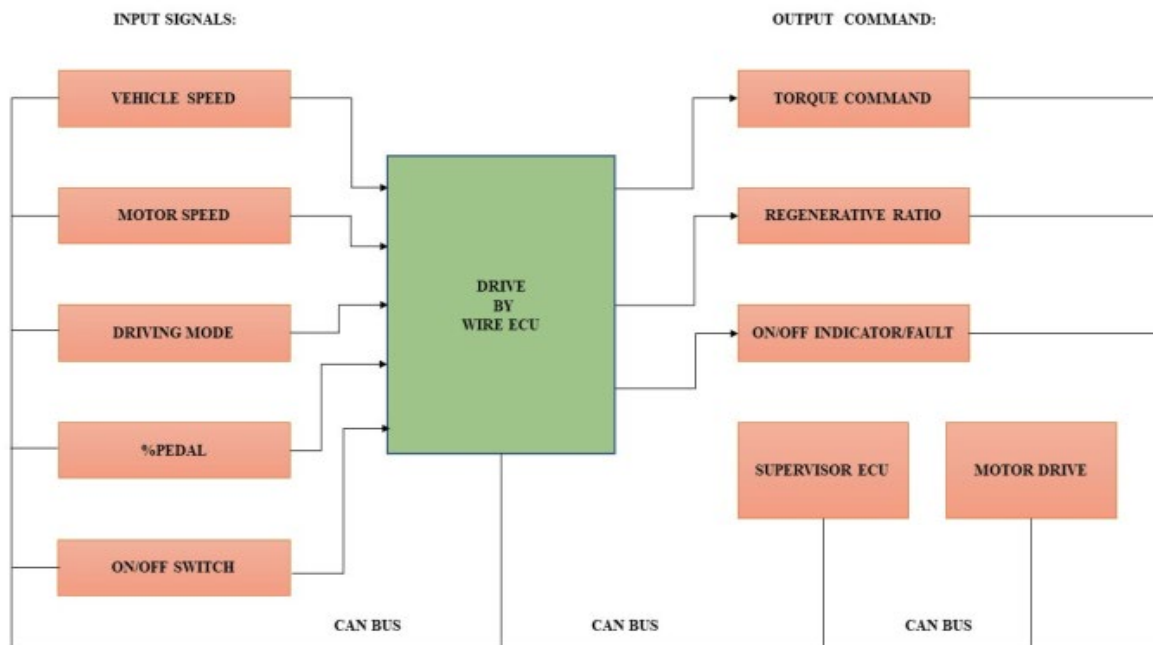 INPUT SIGNALS:
OUTPUT COMMAND:
VEHICLE SPEED
TORQUE COMMAND
MOTOR SPEED
REGENERATIVE RATIO
DRIVE
BY
WIRE ECU
DRIVING MODE
ON/OFF INDICATOR/FAULT
%PEDAL
SUPERVISOR ECU
MOTOR DRIVE
ON/OFF SWITCH
CAN BUS
CAN BUS
CAN BUS